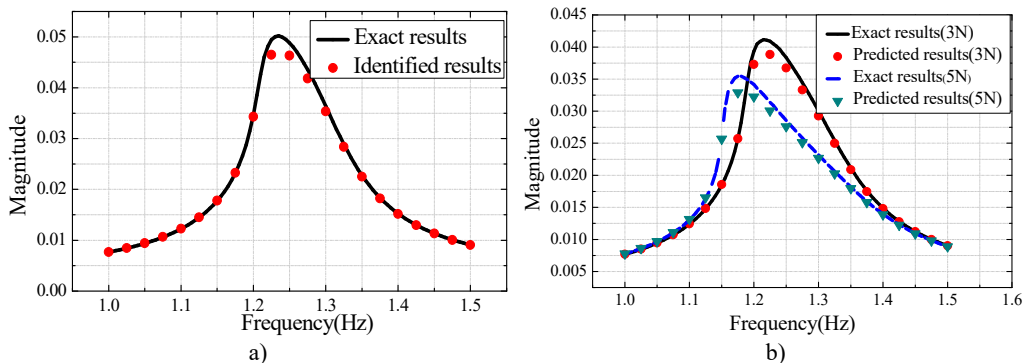 0.05
0.04
0.03
0.02
0.01
0.00
Magnitude
1.0 1.1 1.2 1.3 1.4 1.5
Frequency(Hz)
Exact results
Identified results
a)
0.045
0.040
0.035
0.030
0.025
0.020
0.015
0.010
0.005
Magnitude
1.0 1.1 1.2 1.3 1.4 1.5 1.6
Frequency(Hz)
Exact results(3N)
Predicted results(3N)
Exact results(5N)
Predicted results(5N)
b)